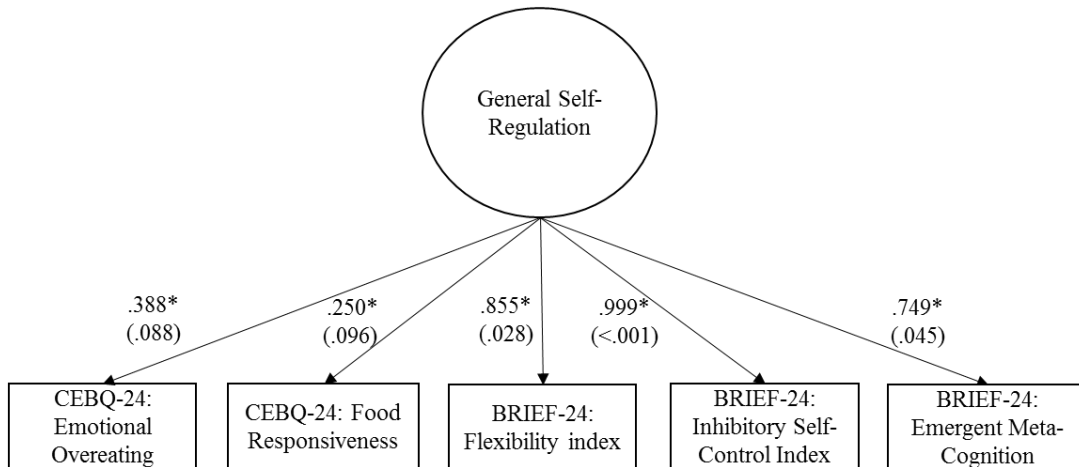 General Self-
Regulation
.388*
(.088)
.250*
(.096)
.855*
(.028)
.999*
(<.001)
.749*
(.045)
CEBQ-24:
Emotional
Overeating
CEBQ-24: Food
Responsiveness
BRIEF-24:
Flexibility index
BRIEF-24:
Inhibitory Self-
Control Index
BRIEF-24:
Emergent Meta-
Cognition